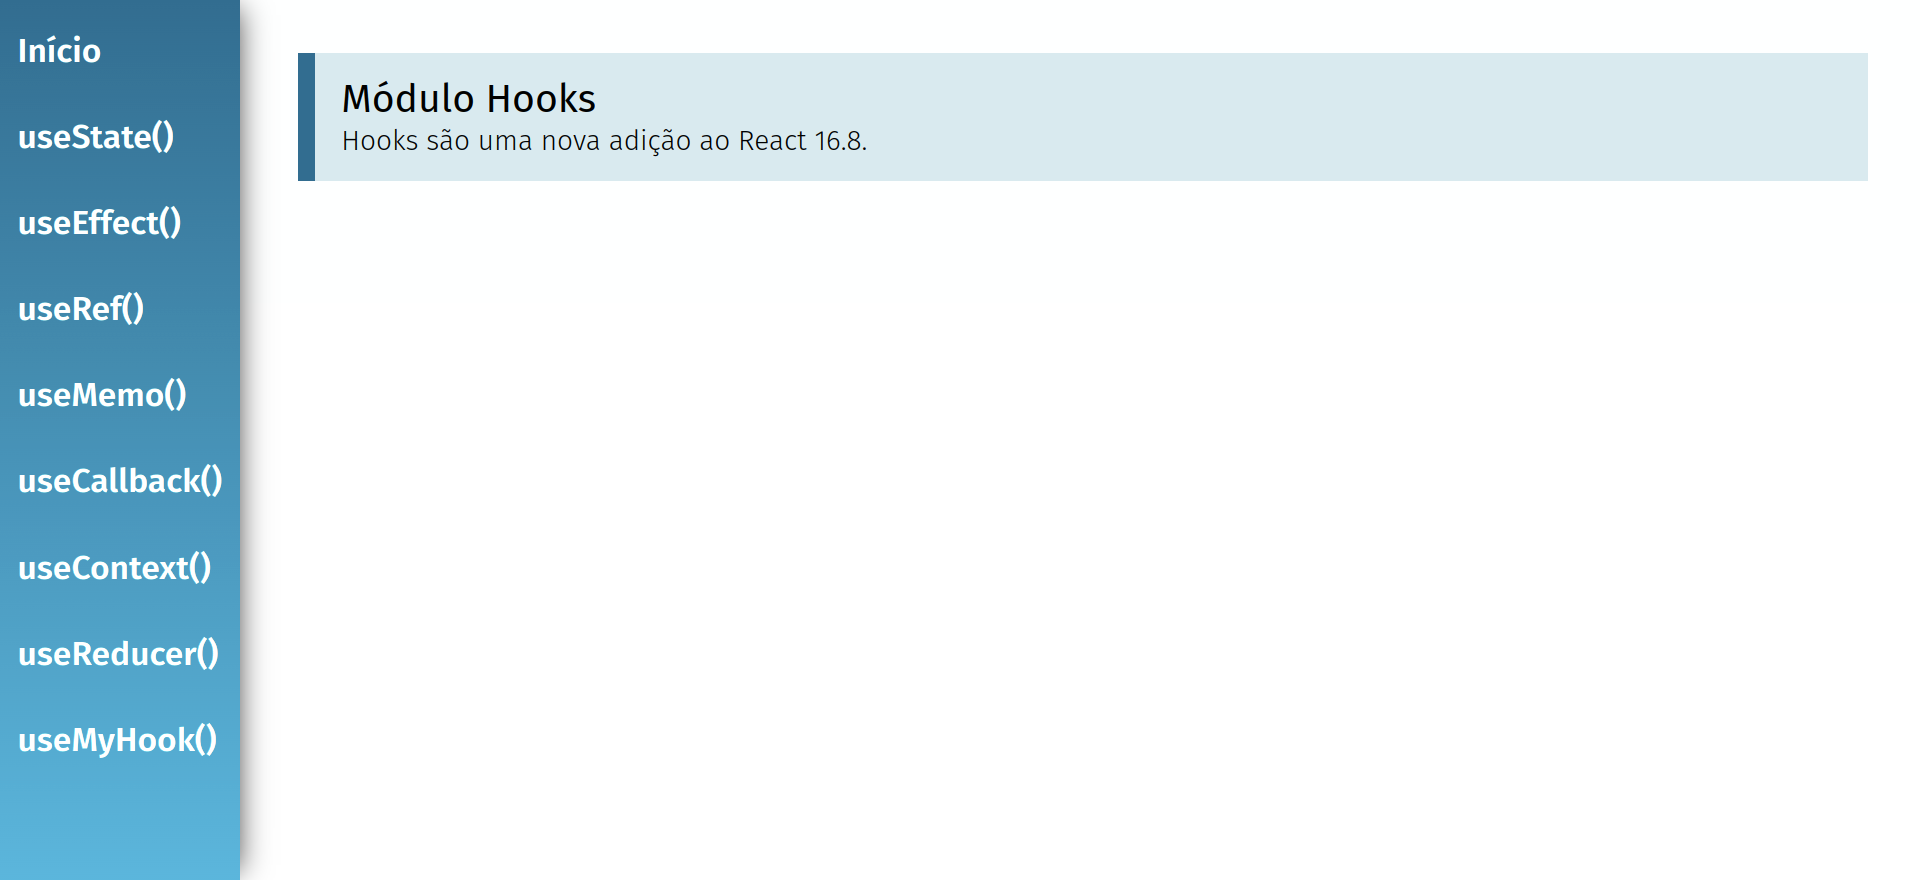 Início
useState()
useEffect()
useRef()
useMemo()
useCallback()
useContext()
useReducer()
useMyHook()
Módulo Hooks
Hooks são uma nova adição ao React 16.8.